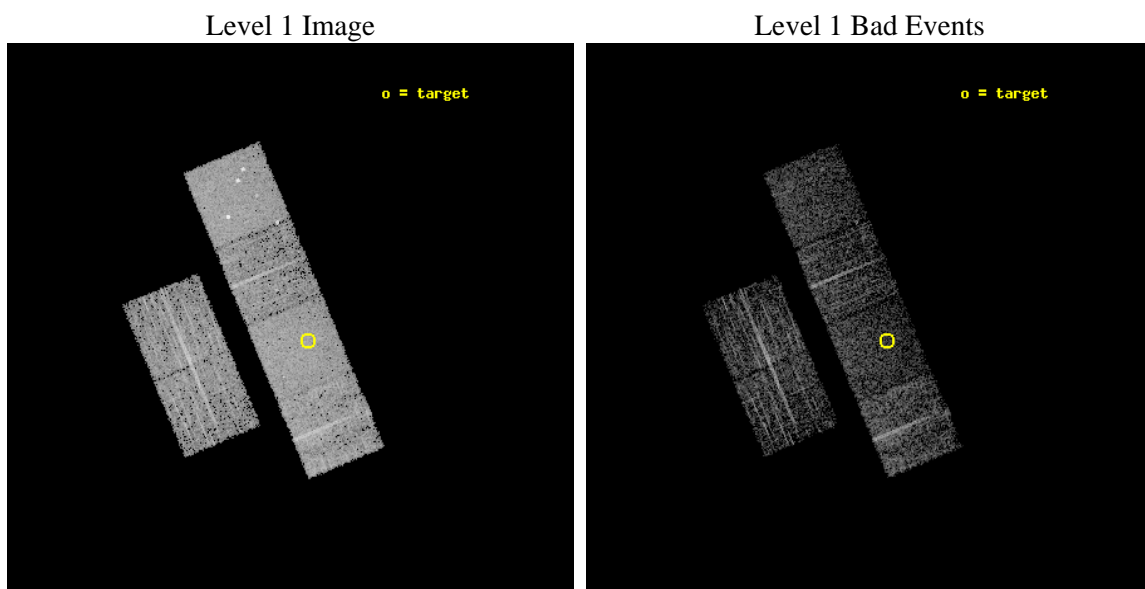 Level 1 Image
Level 1 Bad Events
o = target
o = target